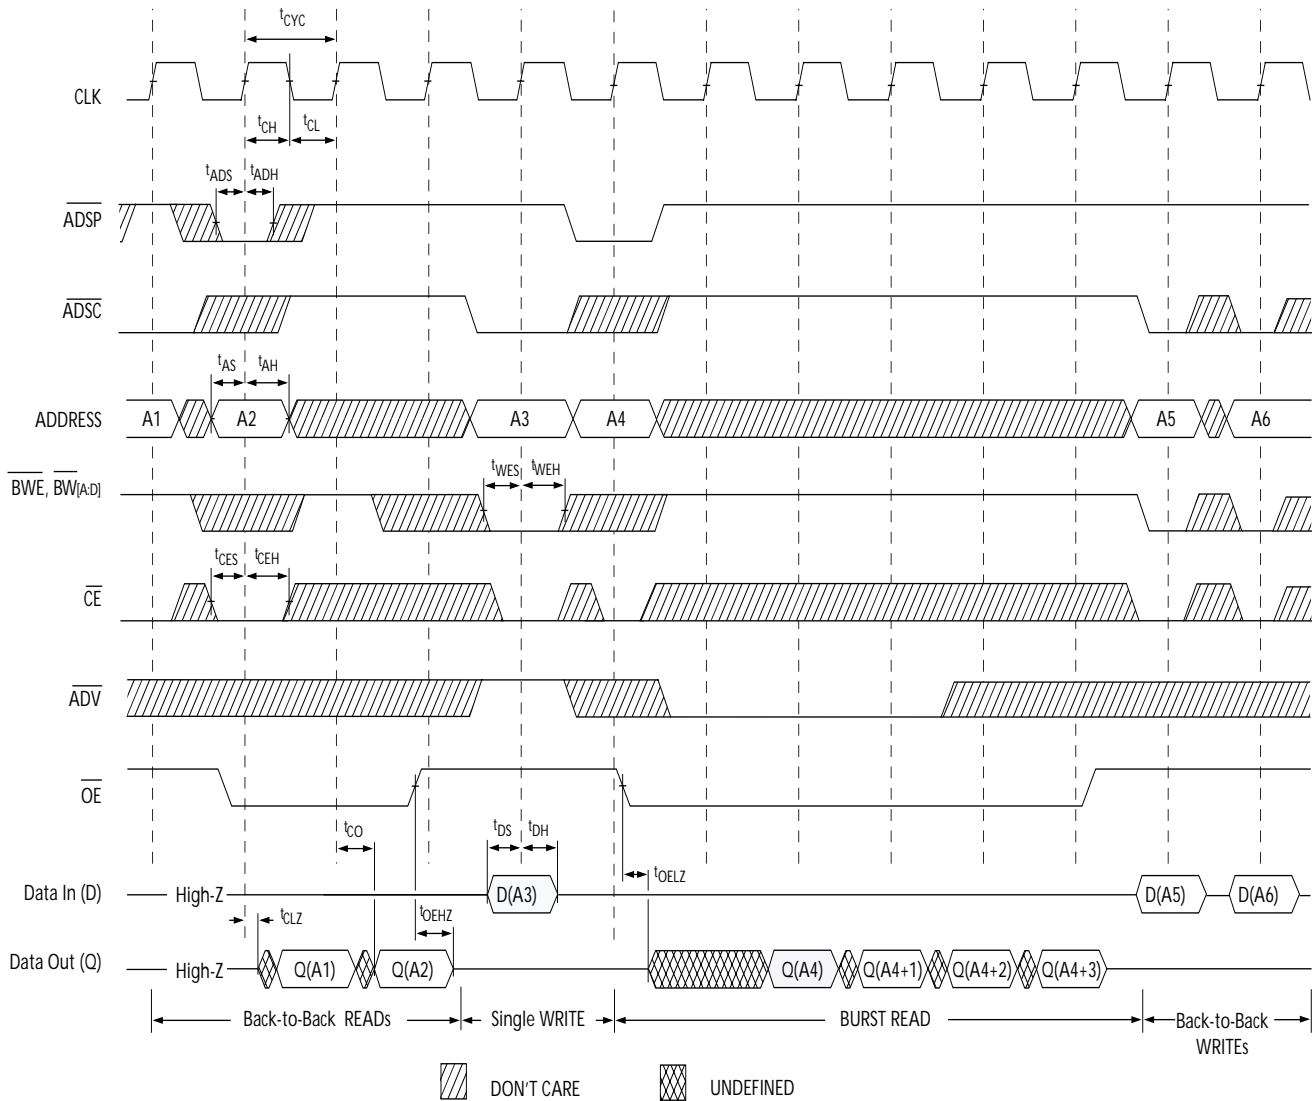 tCYC
CLK
tCH tCL
tADS tADH
ADSP
ADSC
tAS tAH
ADDRESS A1 A2 A3 A4 A5 A6
tWES tWEH
BWE, BW[A:D]
tCES tCEH
CE
ADV
OE
tCO tDS tDH
tOELZ
Data In (D) High-Z D(A3) D(A5) D(A6)
tCLZ tOEHZ
Data Out (Q) High-Z Q(A1) Q(A2) Q(A4) Q(A4+1) Q(A4+2) Q(A4+3)
Back-to-Back READs Single WRITE BURST READ Back-to-Back
WRITEs
DON'T CARE UNDEFINED